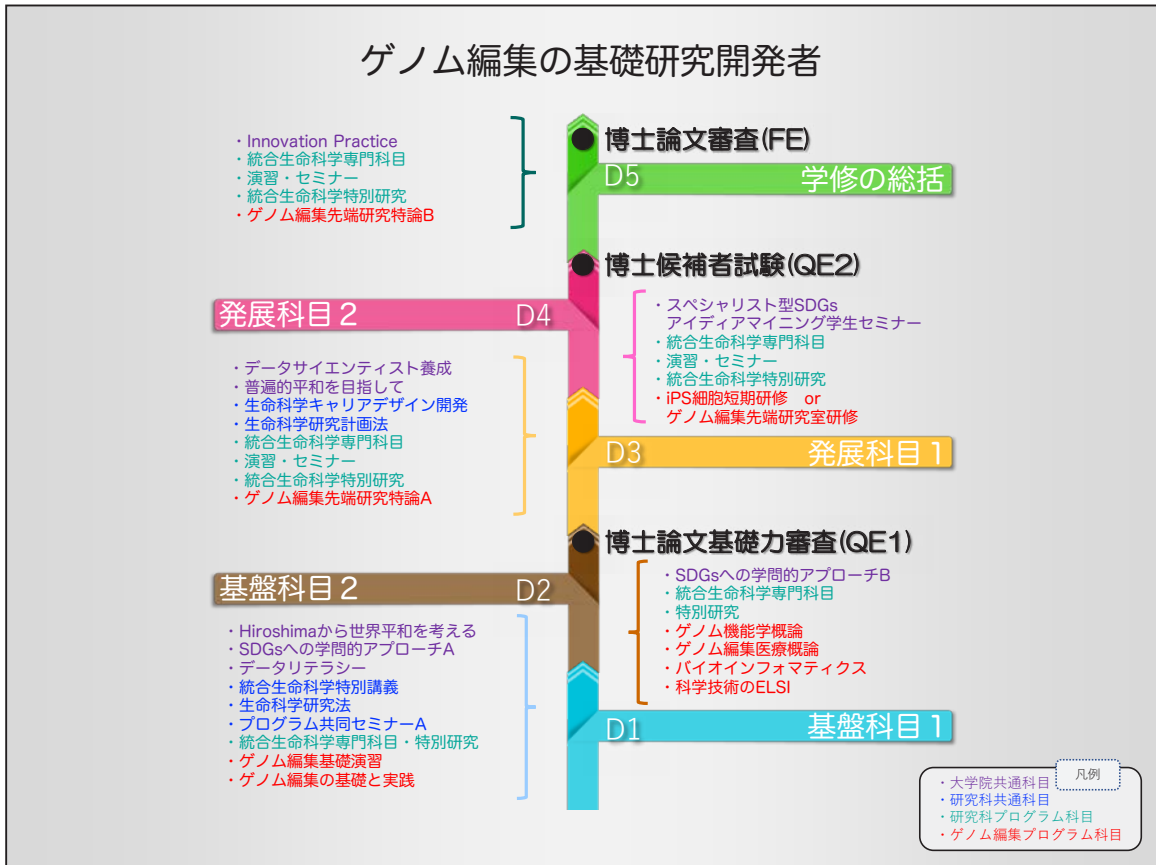 ゲノム編集の基礎研究開発者
・Innovation Practice
・統合生命科学専門科目
・演習・セミナー
・統合生命科学特別研究
・ゲノム編集先端研究特論B
博士論文審査(FE)
D5 学修の総括
博士候補者試験(QE2)
発展科目２ D4
・スペシャリスト型SDGs
アイディアマイニング学生セミナー
・統合生命科学専門科目
・演習・セミナー
・統合生命科学特別研究
・iPS細胞短期研修 or
ゲノム編集先端研究室研修
・データサイエンティスト養成
・普遍的平和を目指して
・生命科学キャリアデザイン開発
・生命科学研究計画法
・統合生命科学専門科目
・演習・セミナー
・統合生命科学特別研究
・ゲノム編集先端研究特論A
D3 発展科目１
博士論文基礎力審査(QE1)
基盤科目２ D2
・SDGsへの学問的アプローチB
・統合生命科学専門科目
・特別研究
・ゲノム機能学概論
・ゲノム編集医療概論
・バイオインフォマティクス
・科学技術のELSI
・Hiroshimaから世界平和を考える
・SDGsへの学問的アプローチA
・データリテラシー
・統合生命科学特別講義
・生命科学研究法
・プログラム共同セミナーA
・統合生命科学専門科目・特別研究
・ゲノム編集基礎演習
・ゲノム編集の基礎と実践
D1 基盤科目１
凡例
・大学院共通科目
・研究科共通科目
・研究科プログラム科目
・ゲノム編集プログラム科目